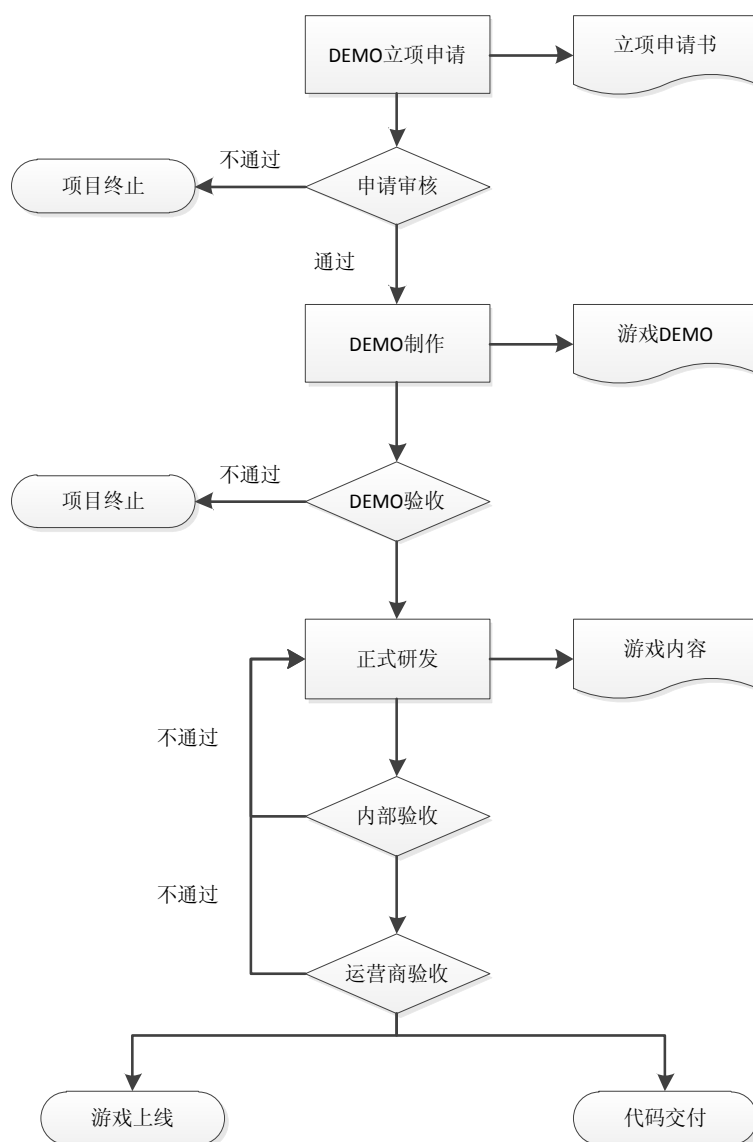 DEMO立项申请
立项申请书
不通过
项目终止
申请审核
通过
DEMO制作
游戏DEMO
不通过
项目终止
DEMO验收
正式研发
游戏内容
不通过
内部验收
不通过
运营商验收
游戏上线
代码交付